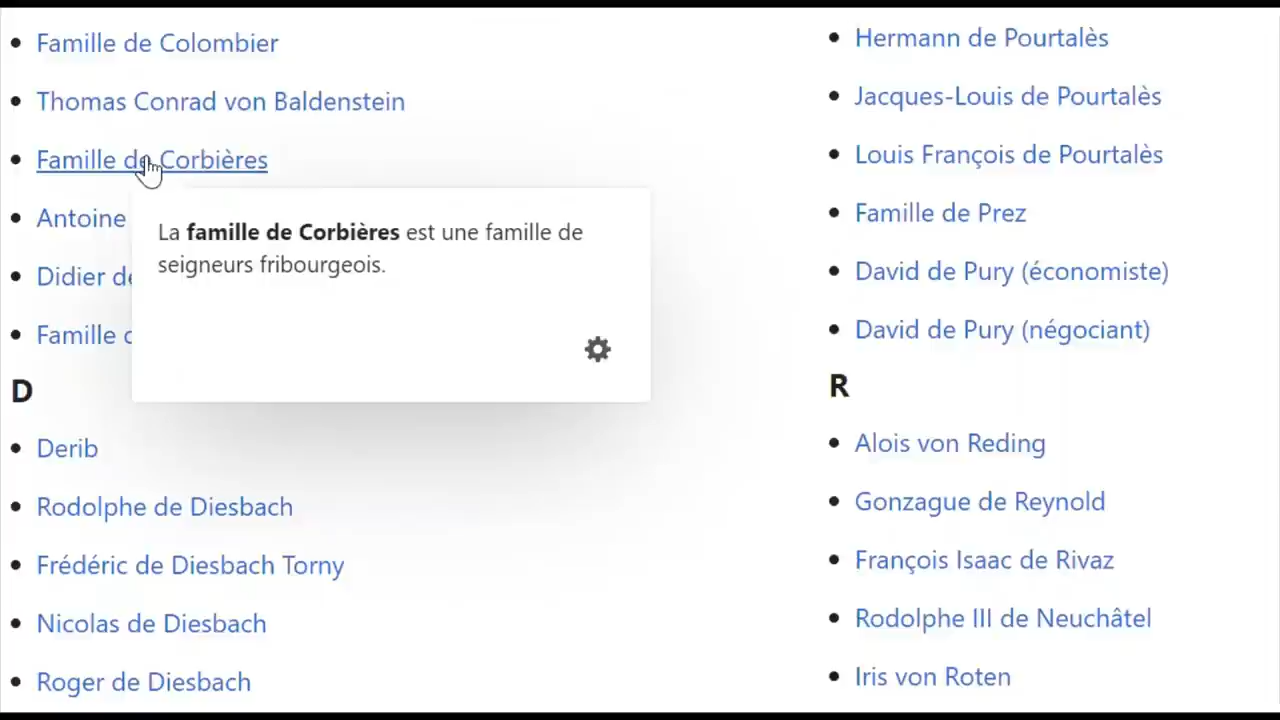 Famille de Colombier
Thomas Conrad von Baldenstein
Famille de Corbières
Antoine
Didier de
Famille
La famille de Corbières est une famille de
seigneurs fribourgeois.
D
Derib
Rodolphe de Diesbach
Frédéric de Diesbach Torny
Nicolas de Diesbach
Roger de Diesbach
Hermann de Pourtalès
Jacques-Louis de Pourtalès
Louis François de Pourtalès
Famille de Prez
David de Pury (économiste)
David de Pury (négociant)
R
Alois von Reding
Gonzague de Reynold
François Isaac de Rivaz
Rodolphe III de Neuchâtel
Iris von Roten